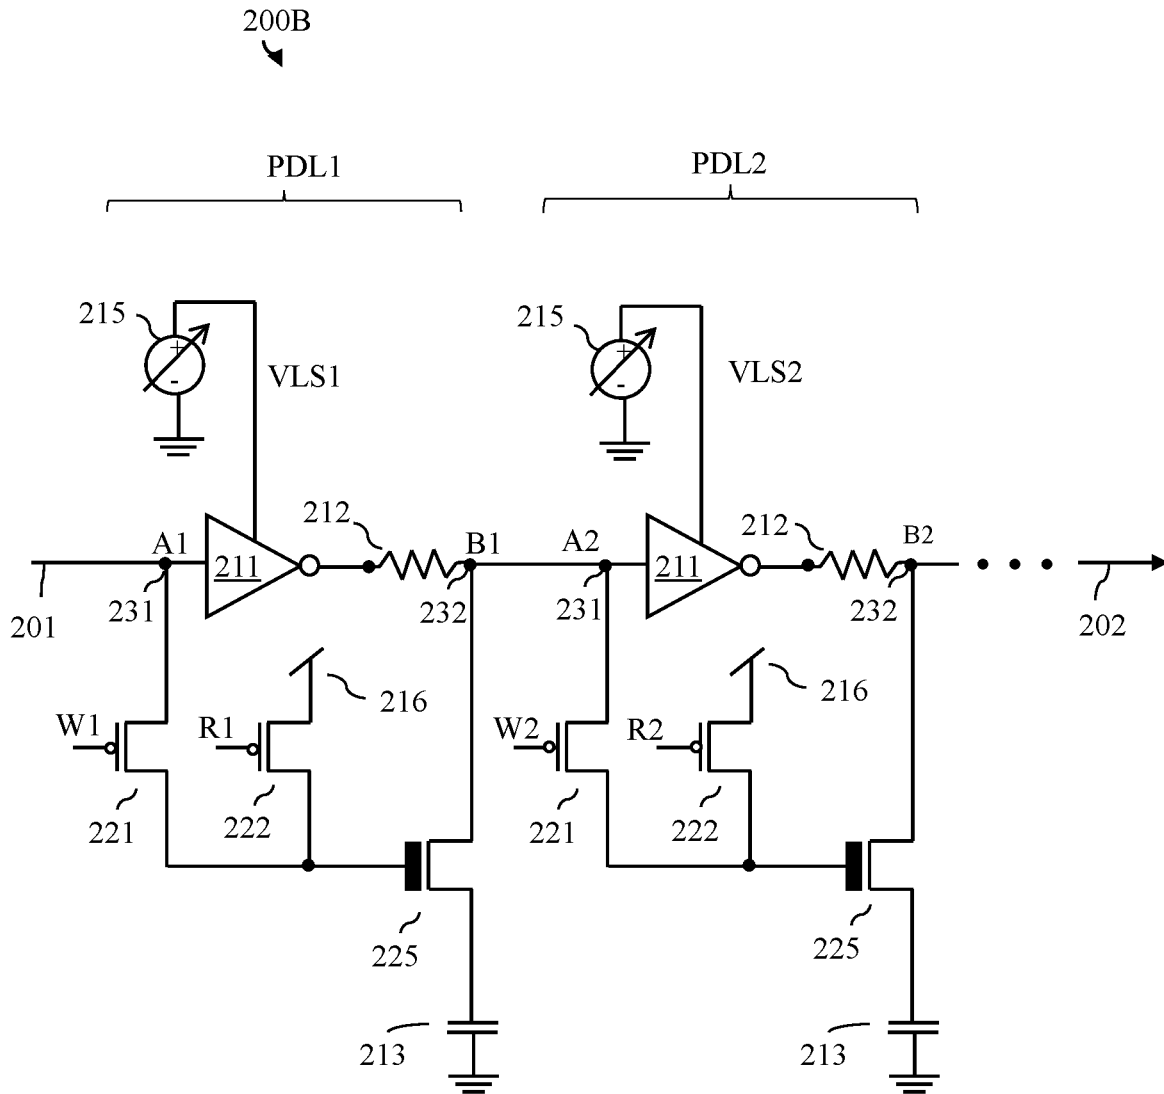 200B
PDL1 PDL2
215 215
+ +
- -
VLS1 VLS2
212 212
A1 B1 A2 B2
211 211
231 232 231 232
201 202
216 216
W1 R1 W2 R2
221 222 221 222
225 225
213 213